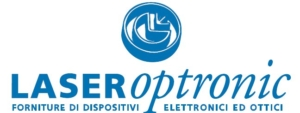 LASERoptronic
FORNITURE DI DISPOSITIVI ELETTRONICI ED OTTICI